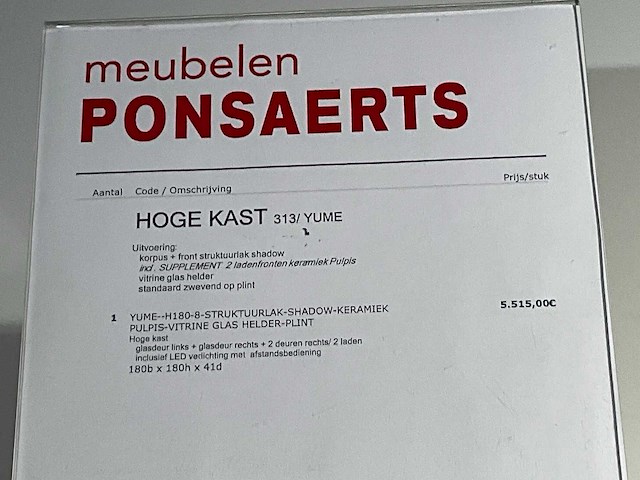 meubelen
PONSAERTS
Aantal Code / Omschrijving Prijs/stuk
HOGE KAST 313/ YUME
Uitvoering:
korpus + front structuurlak shadow
incl. SUPPLEMENT 2 ladenfronten keramiek Pulpis
vitrine glas helder
standaard zwevend op plint
1 YUME--H180-8-STRUKTUURLAK-SHADOW-KERAMIEK 5.515,00€
PULPIS-VITRINE GLAS HELDER-PLINT
Hoge kast
glasdeur links + glasdeur rechts + 2 deuren rechts/ 2 laden
inclusief LED verlichting met afstandsbediening
180b x 180h x 41d